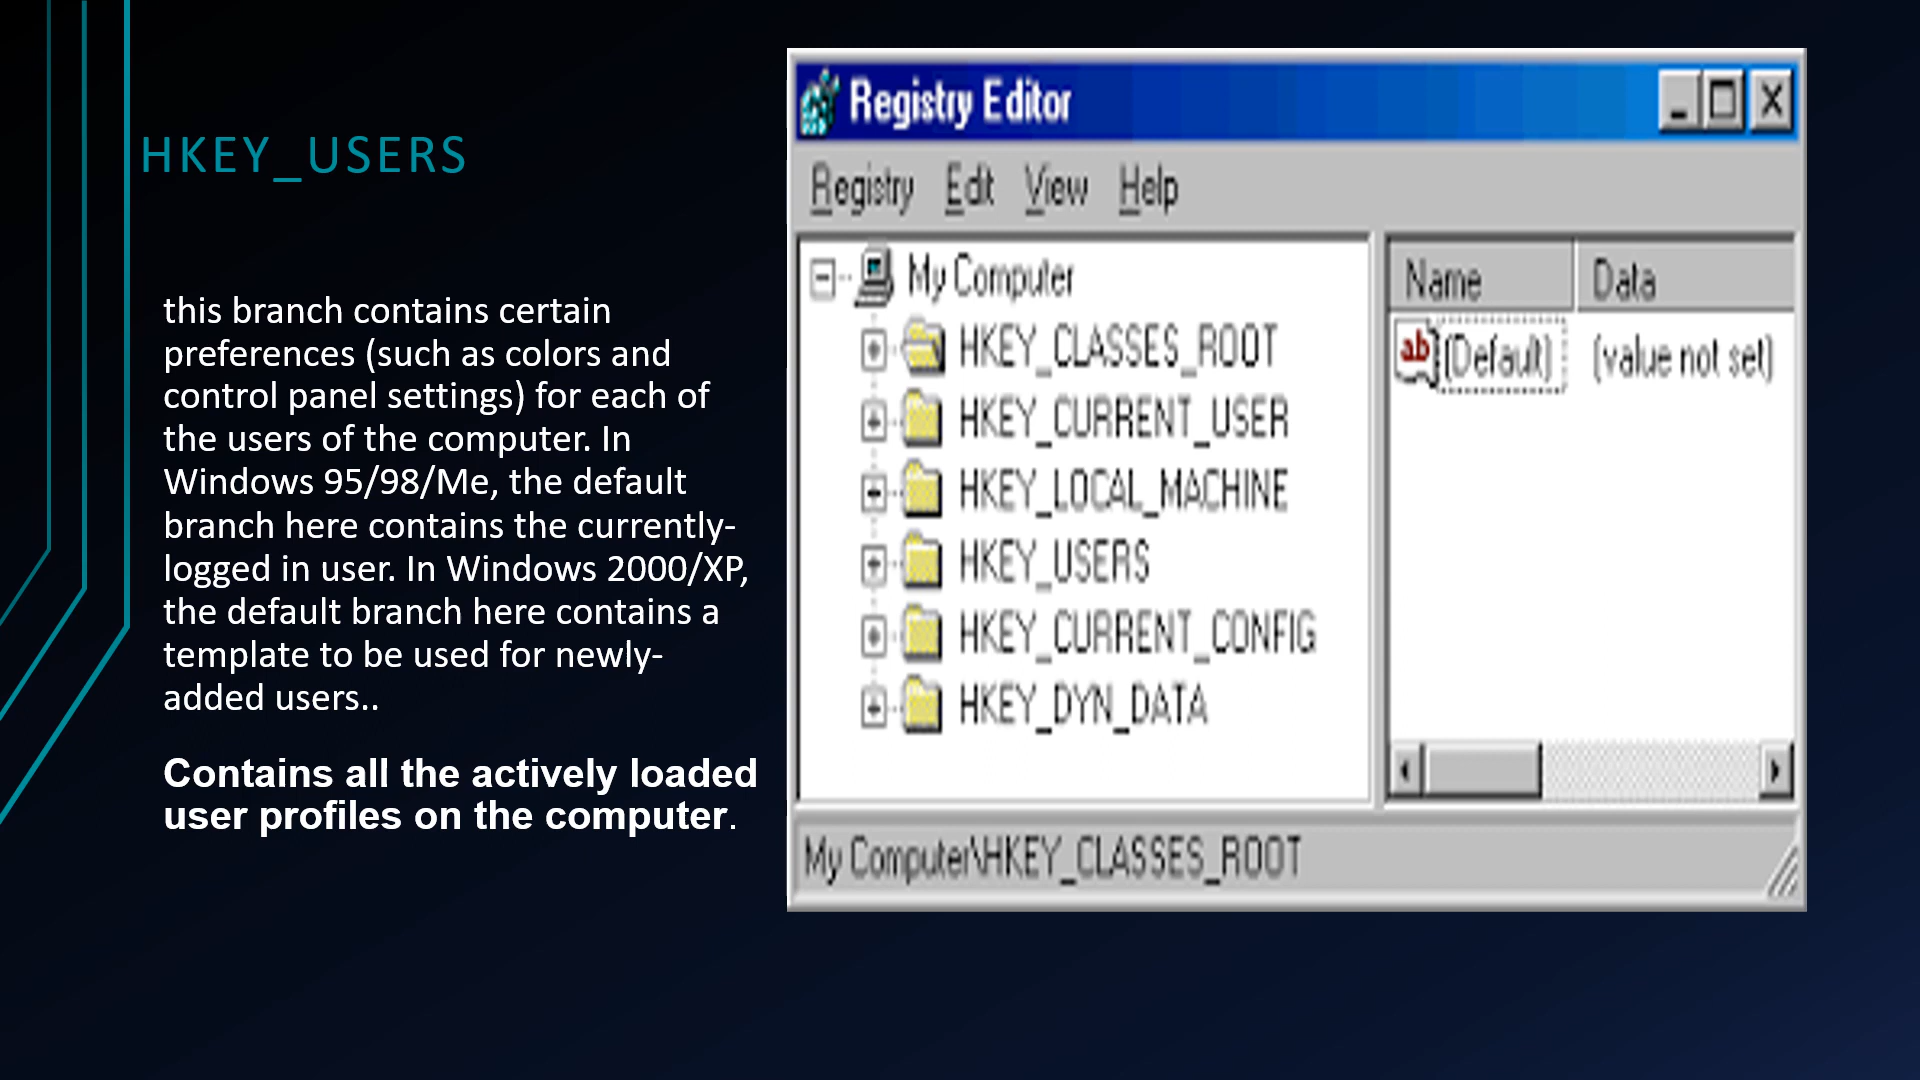 HKEY_USERS
this branch contains certain
preferences (such as colors and
control panel settings) for each of
the users of the computer. In
Windows 95/98/Me, the default
branch here contains the currently-
logged in user. In Windows 2000/XP,
the default branch here contains a
template to be used for newly-
added users..
Contains all the actively loaded
user profiles on the computer.
Registry Editor
Registry Edit View Help
My Computer
HKEY_CLASSES_ROOT
HKEY_CURRENT_USER
HKEY_LOCAL_MACHINE
HKEY_USERS
HKEY_CURRENT_CONFIG
HKEY_DYN_DATA
Name Data
ab (Default) (value not set)
My Computer\HKEY_CLASSES_ROOT